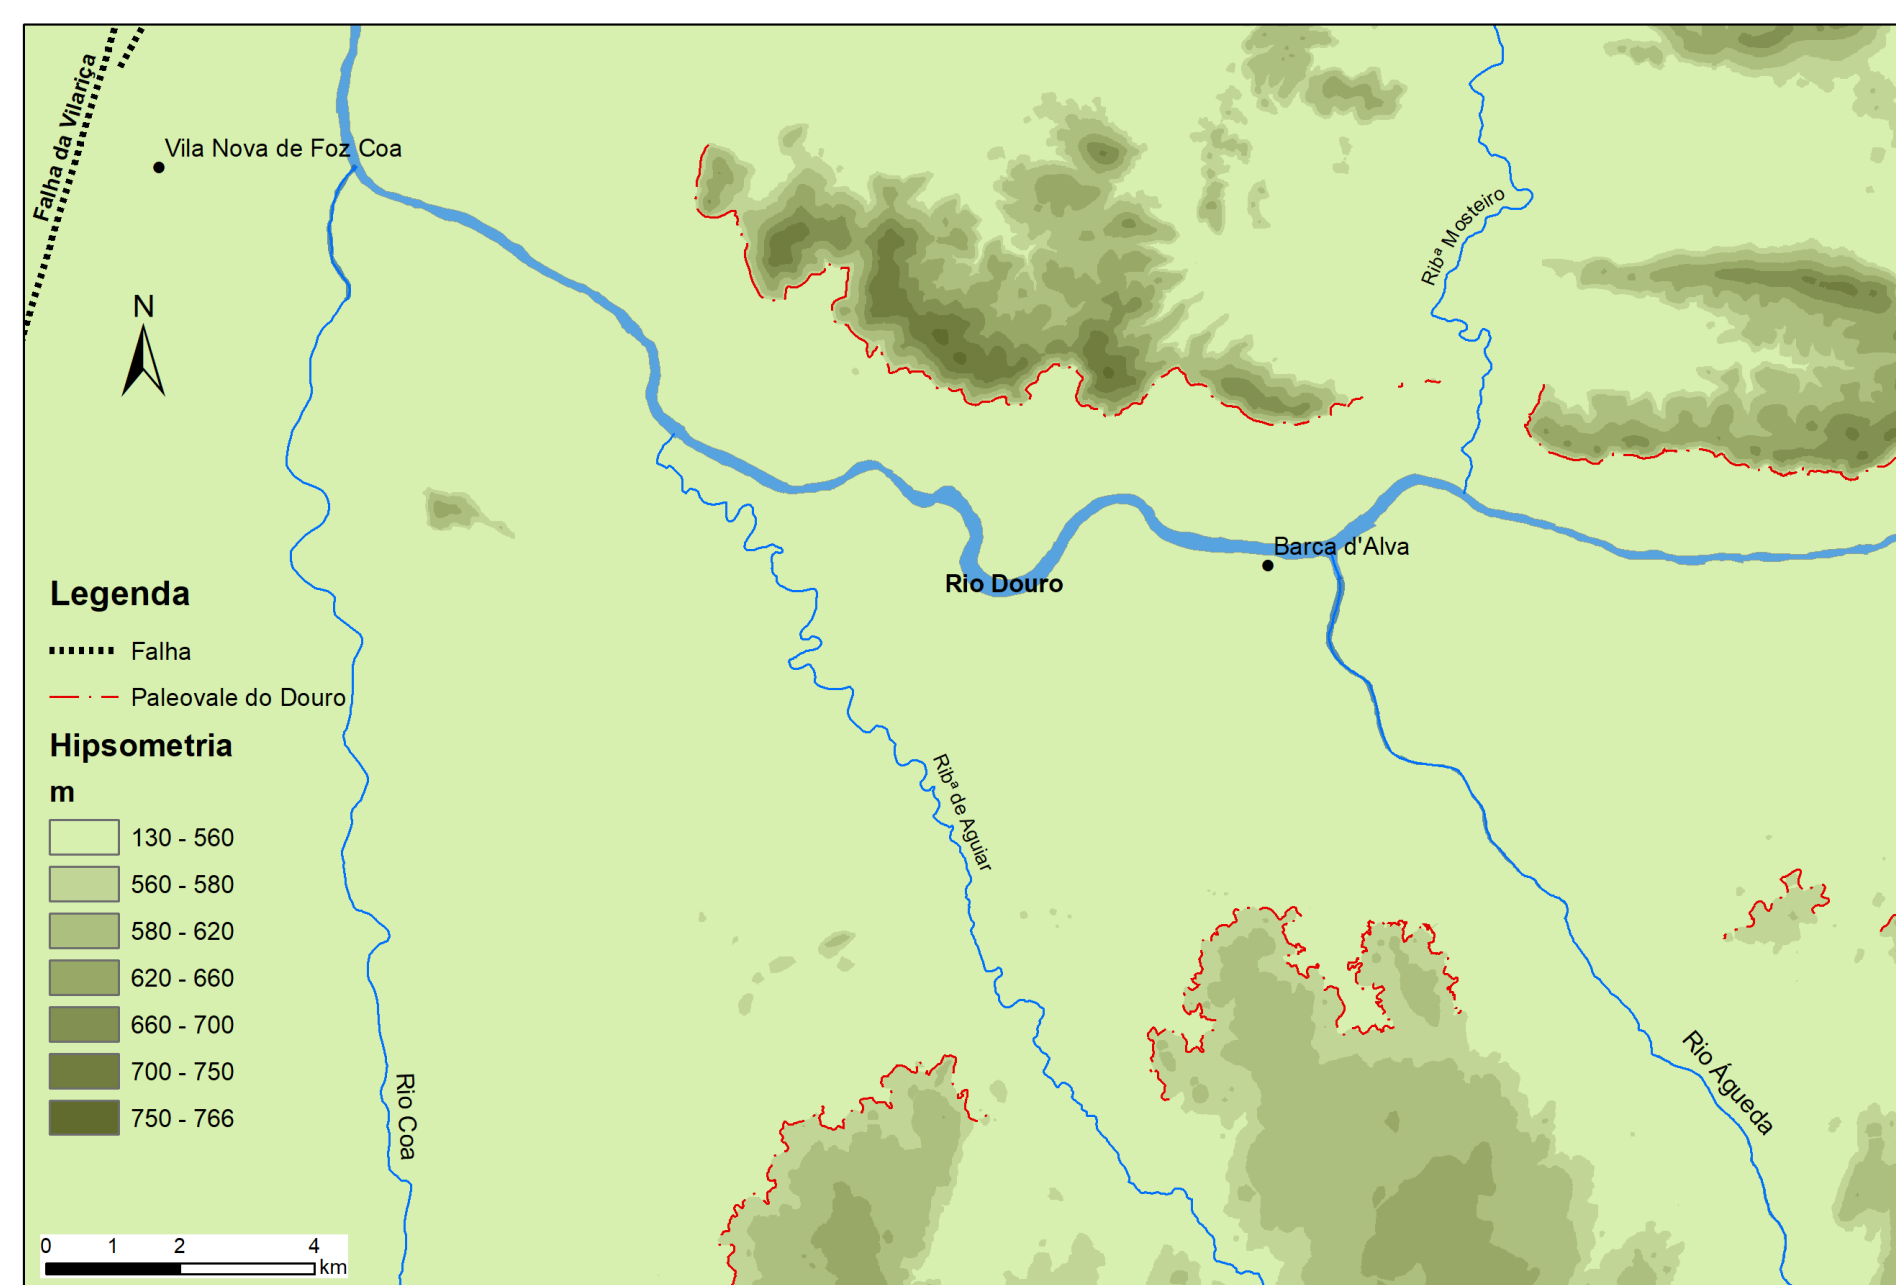 Falha da Vilariça
Vila Nova de Foz Coa
Ribª Mosteiro
N
Barca d'Alva
Rio Douro
Legenda
Falha
Paleovale do Douro
Hipsometria
m
130 - 560
560 - 580
580 - 620
620 - 660
660 - 700
700 - 750
750 - 766
Ribª de Aguiar
Rio Coa
Rio Águeda
0 1 2 4
km